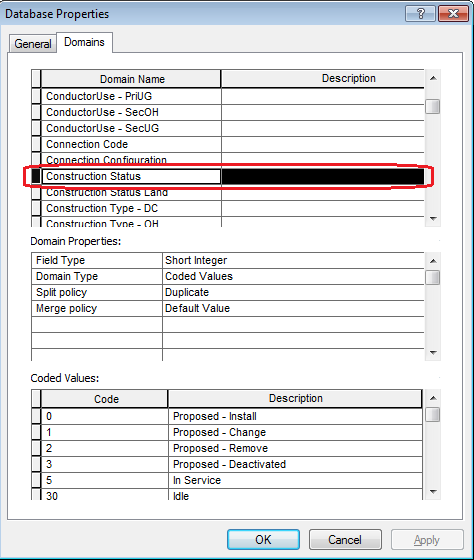 Database Properties
General Domains
Domain Name Description
ConductorUse - PriUG
ConductorUse - SecOH
ConductorUse - SecUG
Connection Code
Connection Configuration
Construction Status
Construction Status Land
Construction Type - DC
Construction Type - OH
Domain Properties:
Field Type Short Integer
Domain Type Coded Values
Split policy Duplicate
Merge policy Default Value
Coded Values:
Code Description
0 Proposed - Install
1 Proposed - Change
2 Proposed - Remove
3 Proposed - Deactivated
5 In Service
30 Idle
OK Cancel Apply